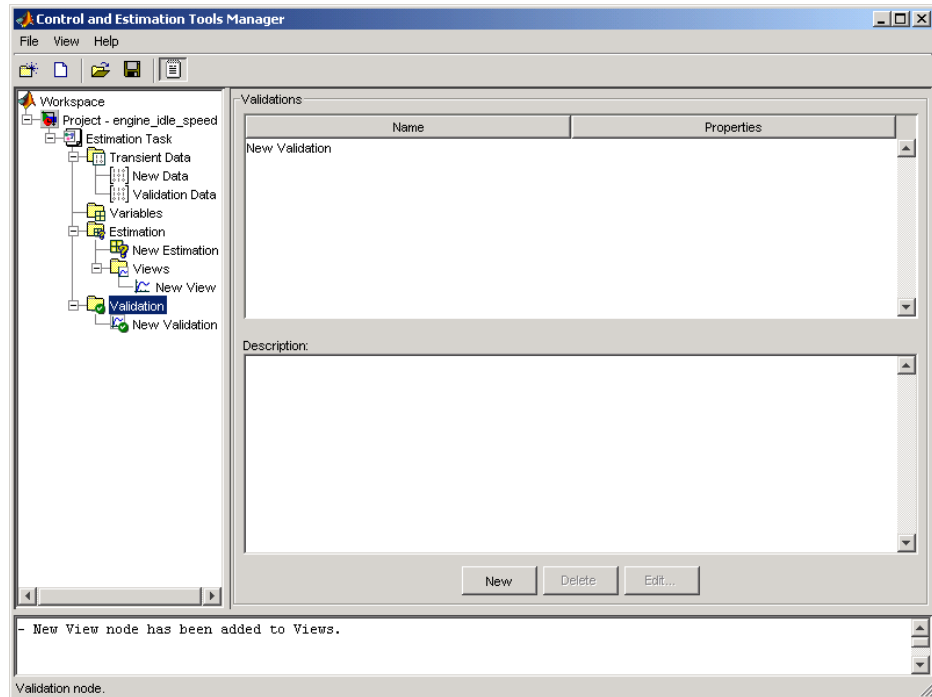 Control and Estimation Tools Manager
File View Help
Workspace
Project - engine_idle_speed
Estimation Task
Transient Data
New Data
Validation Data
Variables
Estimation
New Estimation
Views
New View
Validation
New Validation
Validations
Name Properties
New Validation
Description:
New Delete Edit...
- New View node has been added to Views.
Validation node.